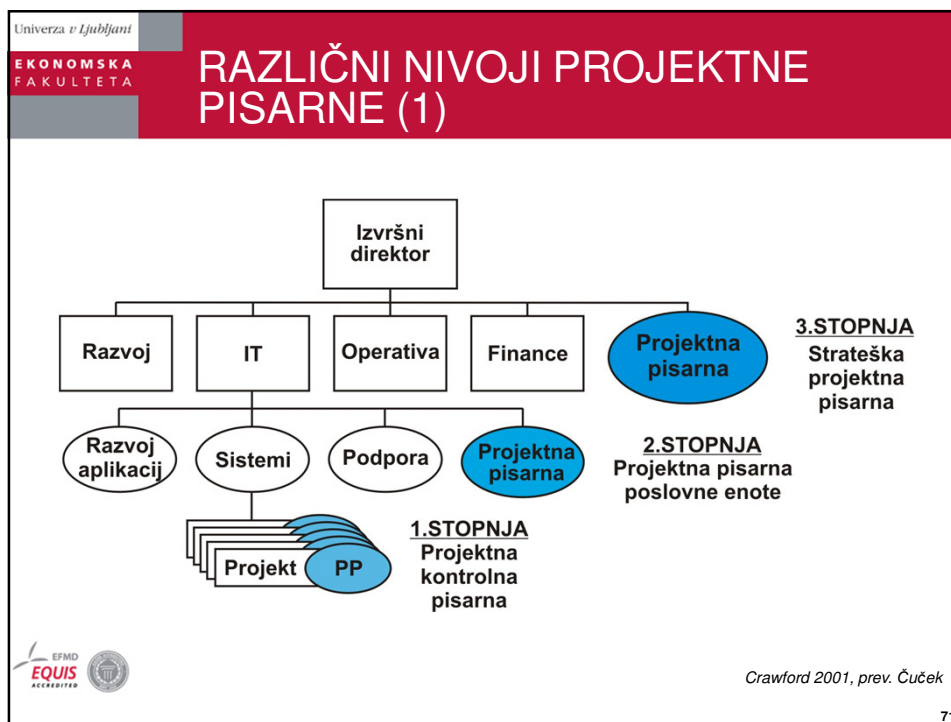 Univerza v Ljubljani
EKONOMSKA
FAKULTETA
RAZLIČNI NIVOJI PROJEKTNE
PISARNE (1)
Izvršni
direktor
Razvoj
IT
Operativa
Finance
Projektna
pisarna
3.STOPNJA
Strateška
projektna
pisarna
Razvoj
aplikacij
Sistemi
Podpora
Projektna
pisarna
2.STOPNJA
Projektna pisarna
poslovne enote
Projekt
PP
1.STOPNJA
Projektna
kontrolna
pisarna
EFMD
EQUIS
ACCREDITED
Crawford 2001, prev. Čuček